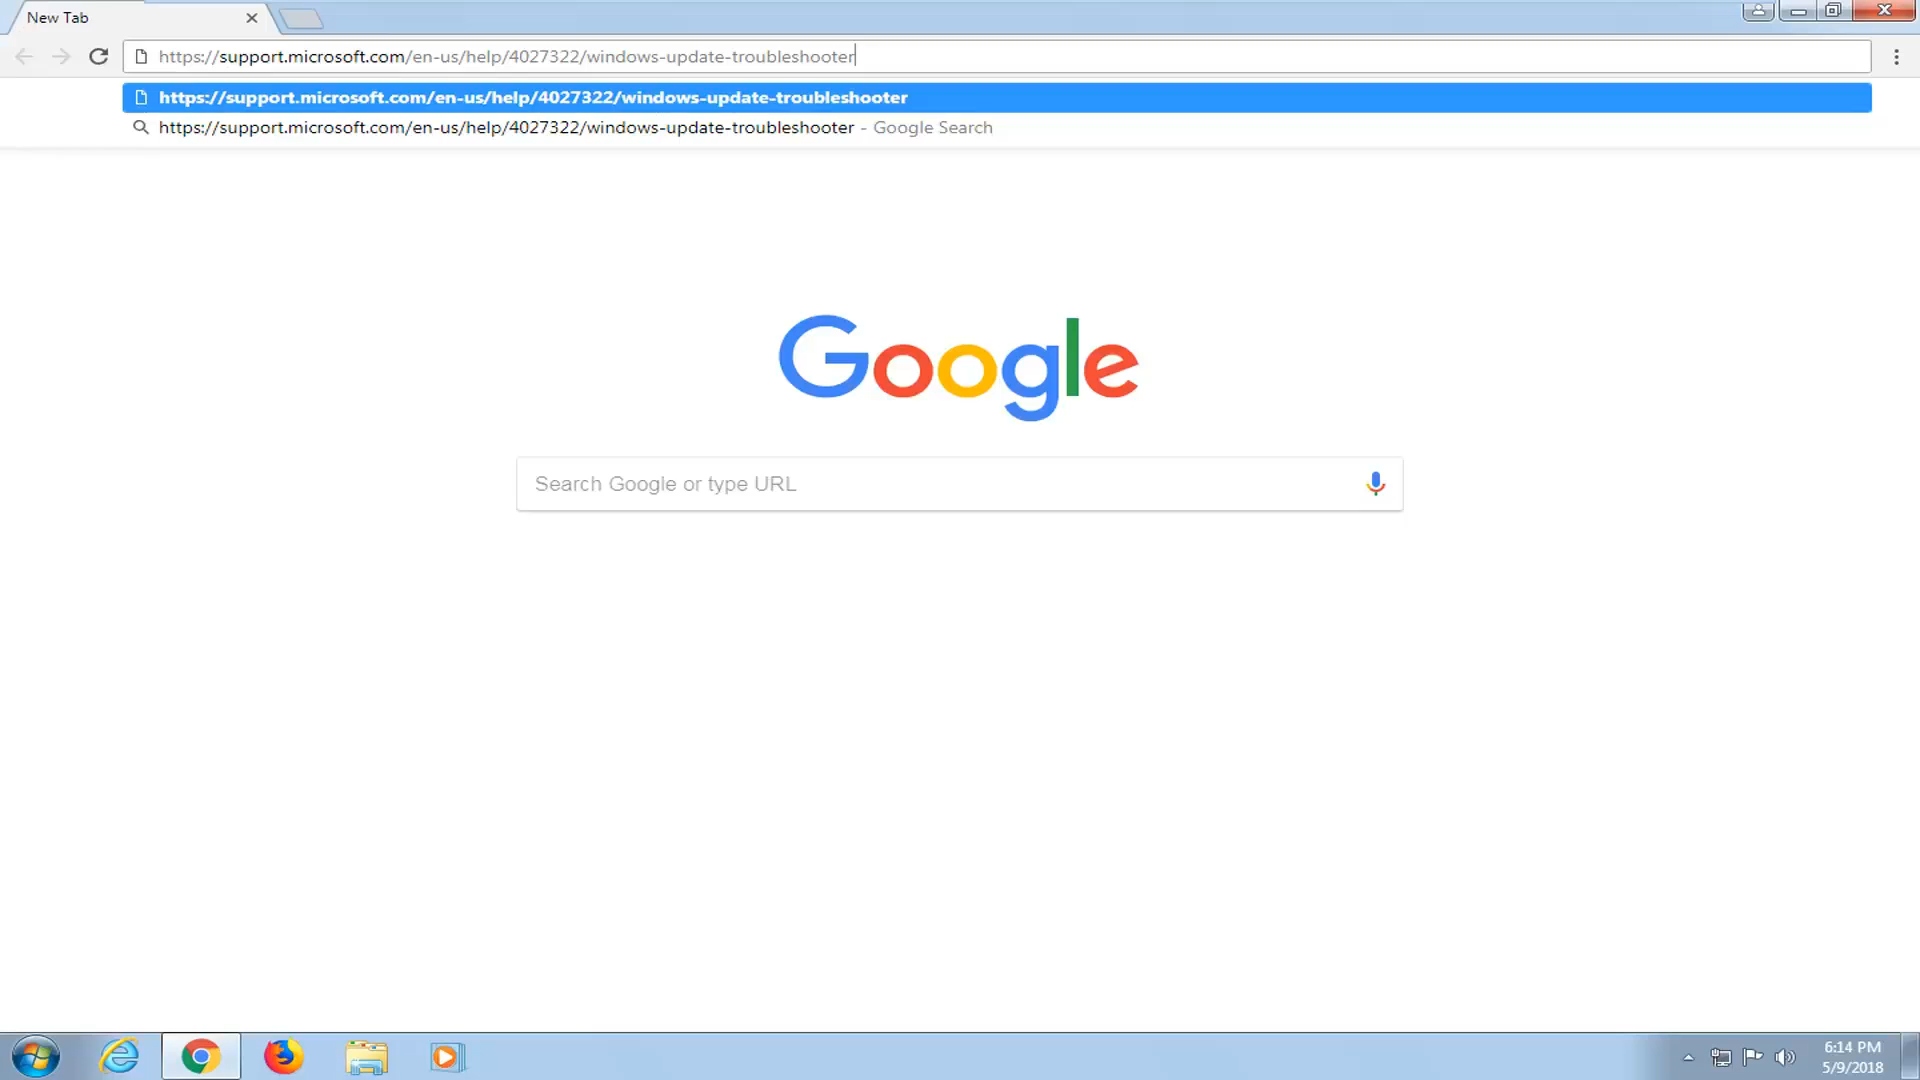 New Tab
https://support.microsoft.com/en-us/help/4027322/windows-update-troubleshooter
https://support.microsoft.com/en-us/help/4027322/windows-update-troubleshooter
https://support.microsoft.com/en-us/help/4027322/windows-update-troubleshooter - Google Search
Google
Search Google or type URL
6:14 PM
5/9/2018